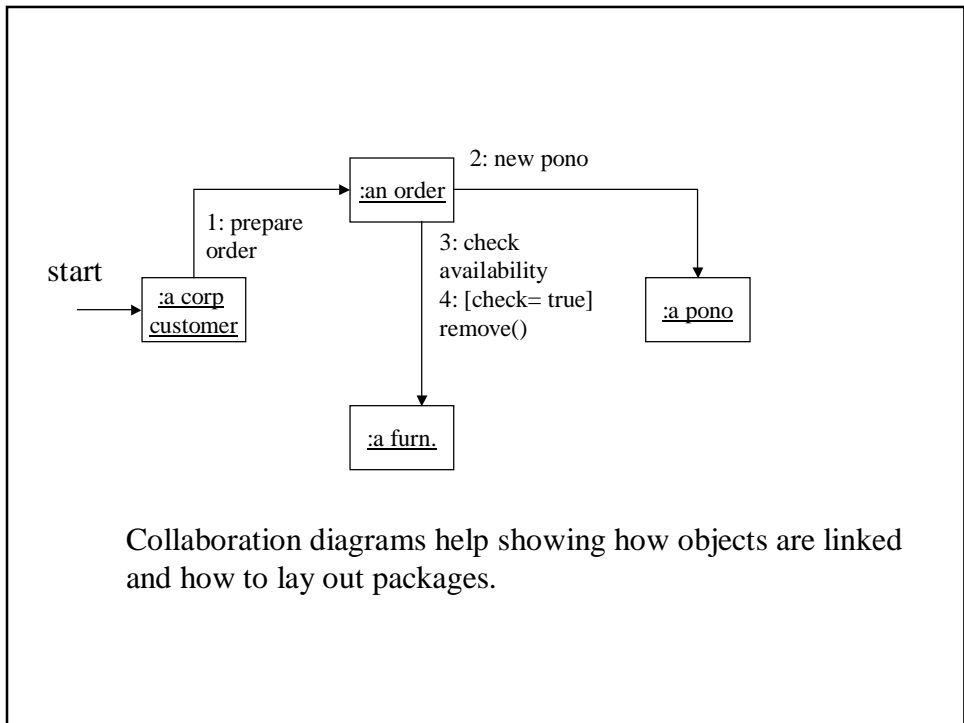 2: new pono
:an order
1: prepare
order
3: check
availability
4: [check= true]
remove()
start
:a corp
customer
:a pono
:a furn.
Collaboration diagrams help showing how objects are linked
and how to lay out packages.